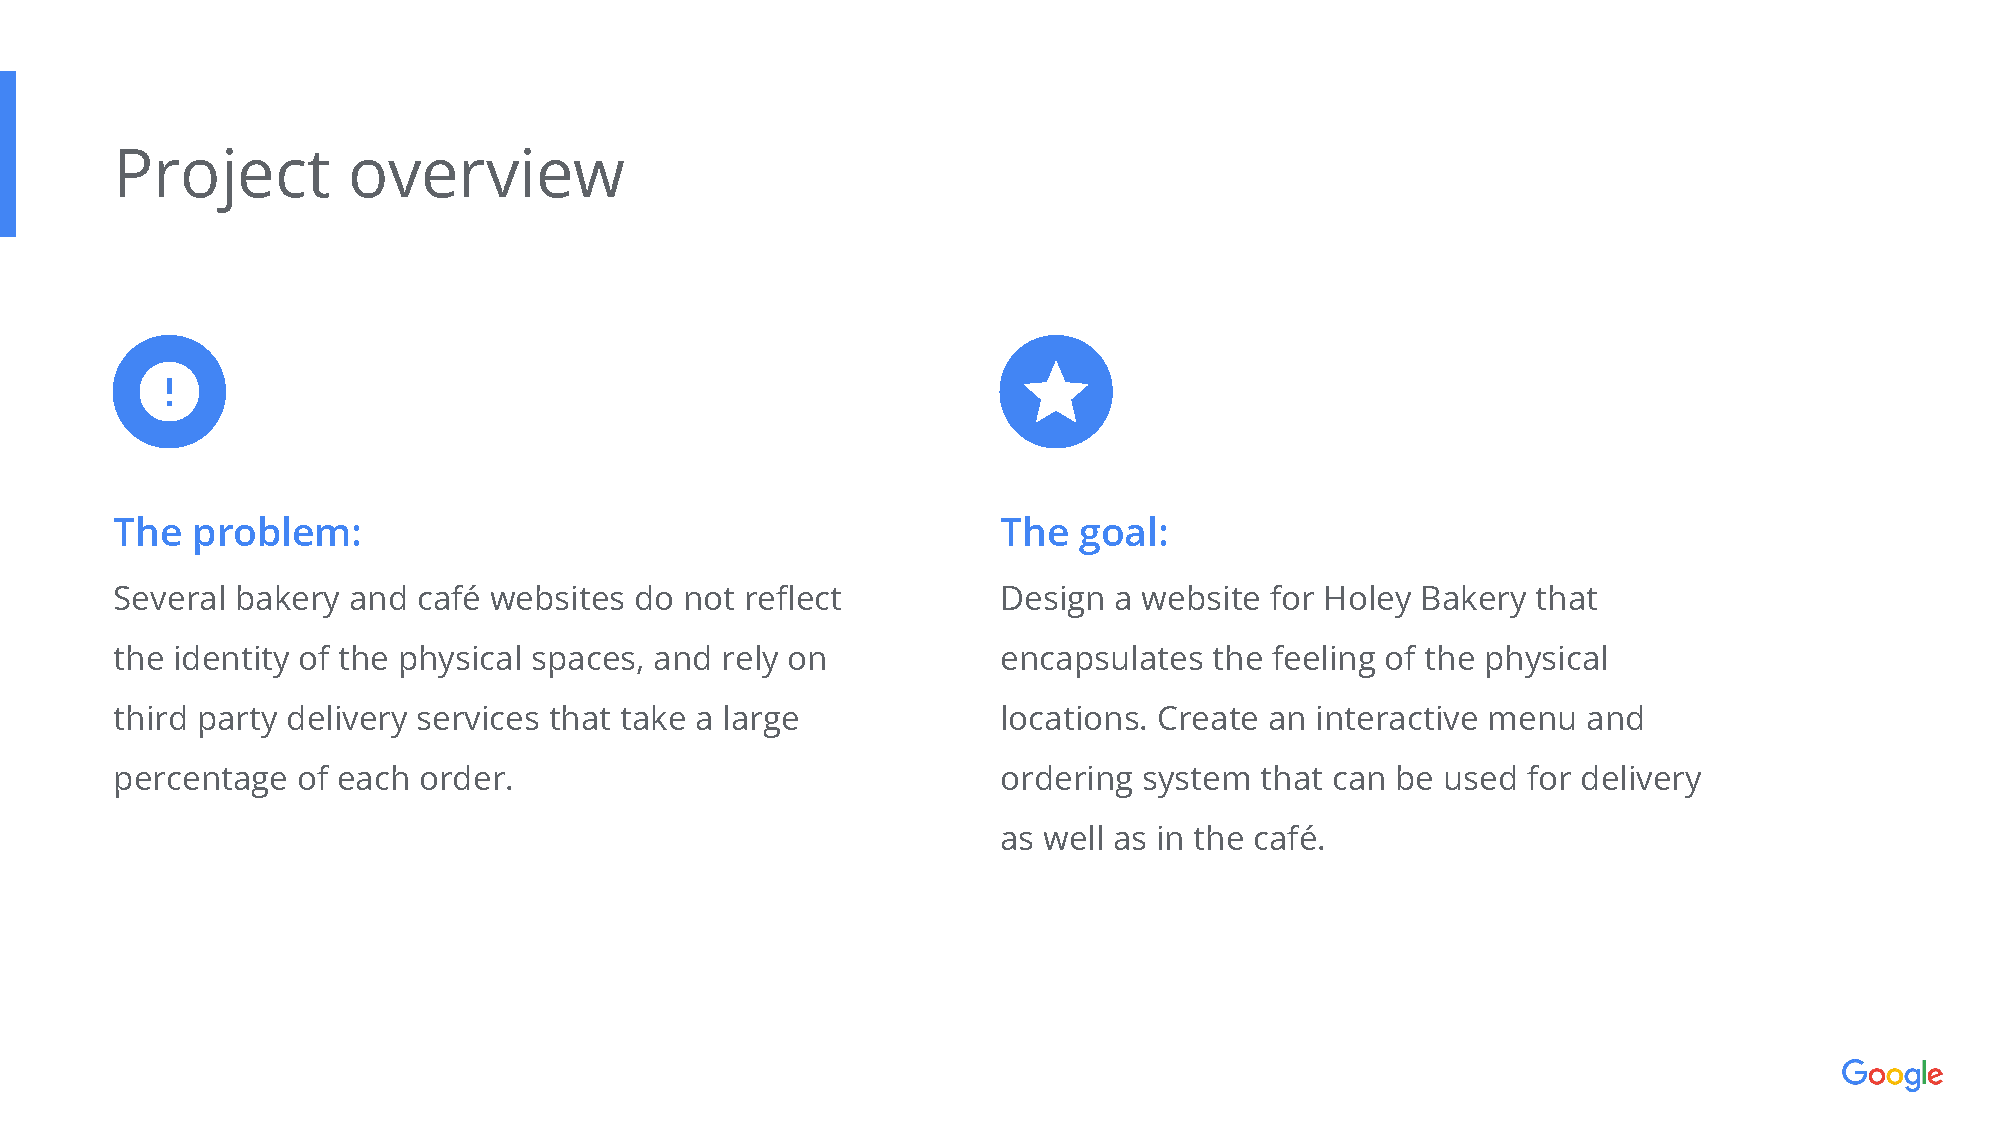 Project overview
The problem:
Several bakery and café websites do not reflect
the identity of the physical spaces, and rely on
third party delivery services that take a large
percentage of each order.
The goal:
Design a website for Holey Bakery that
encapsulates the feeling of the physical
locations. Create an interactive menu and
ordering system that can be used for delivery
as well as in the café.
Google